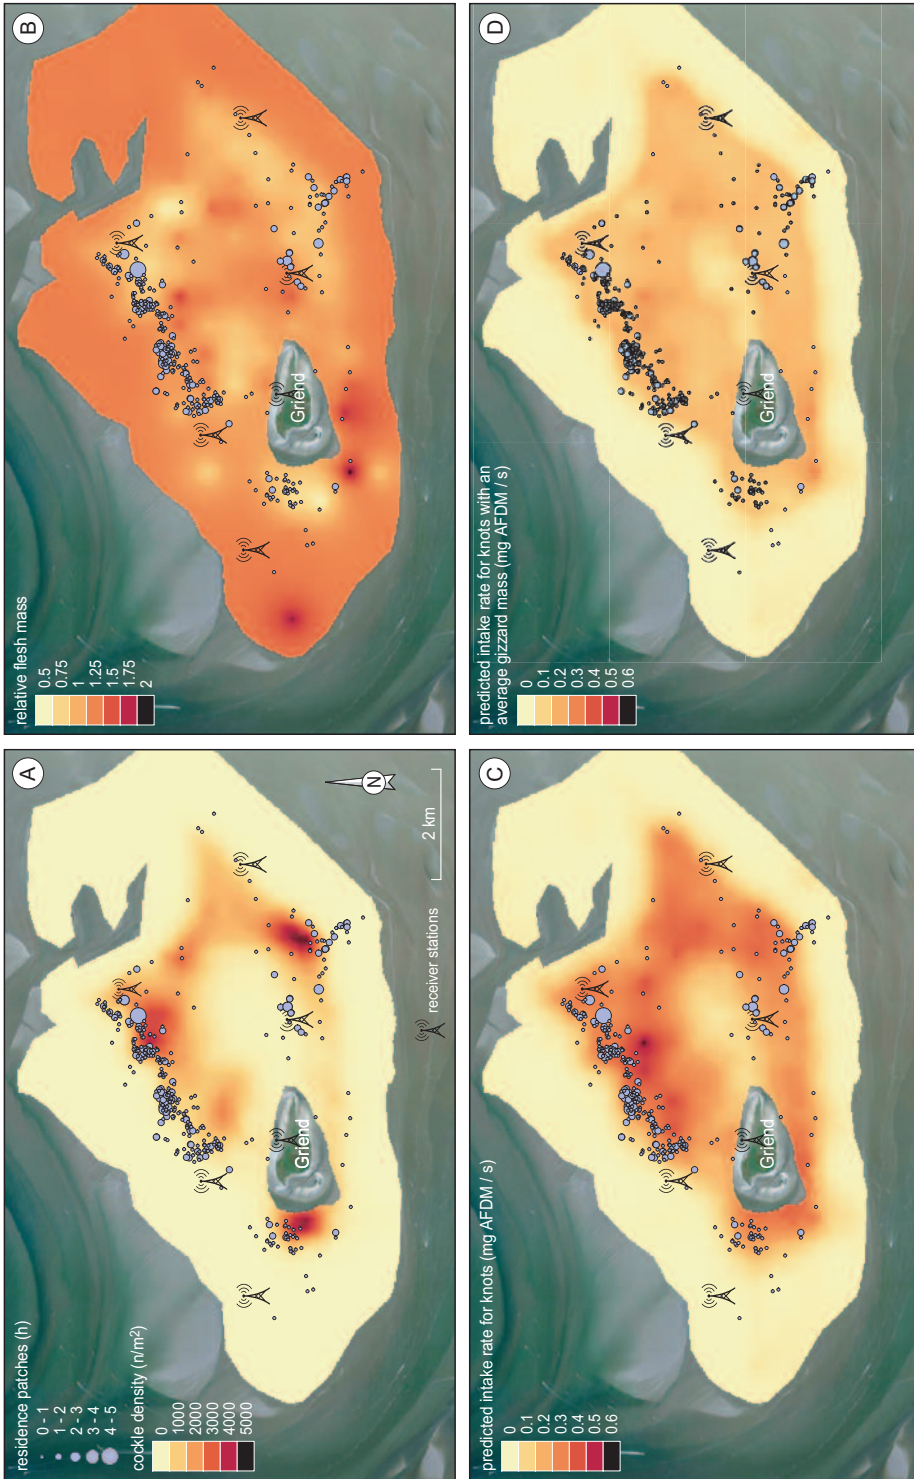 A
residence patches (h)
0 - 1
1 - 2
2 - 3
3 - 4
4 - 5
cockle density (n/m²)
0
1000
2000
3000
4000
5000
Griend
receiver stations
N
2 km
B
relative flesh mass
0.5
0.75
1
1.25
1.5
1.75
2
Griend
C
predicted intake rate for knots (mg AFDM / s)
0
0.1
0.2
0.3
0.4
0.5
0.6
Griend
D
predicted intake rate for knots with an
average gizzard mass (mg AFDM / s)
0
0.1
0.2
0.3
0.4
0.5
0.6
Griend